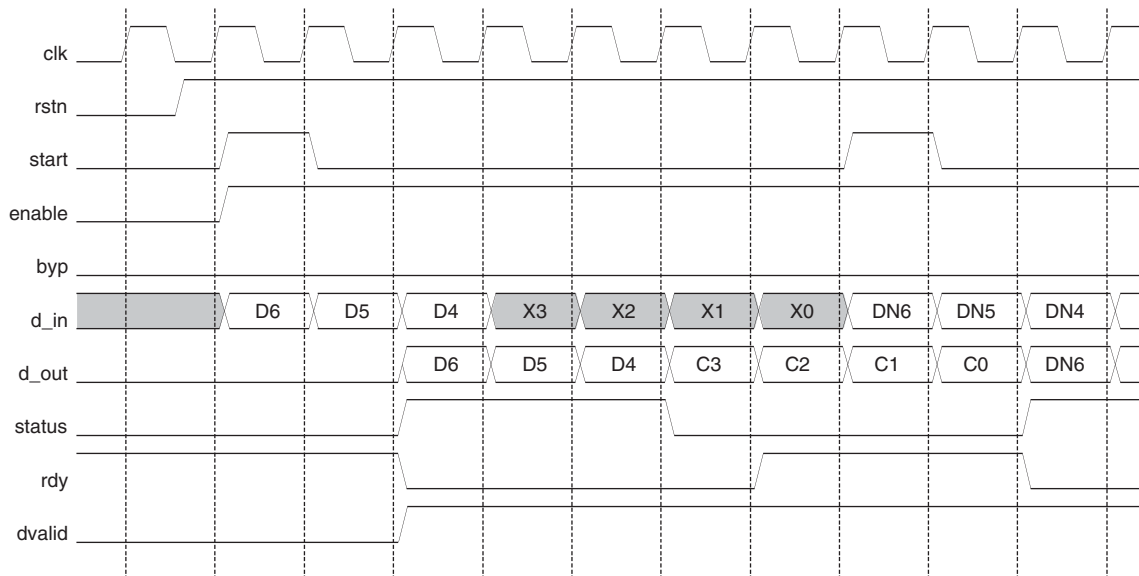 clk
rstn
start
enable
byp
d_in D6 D5 D4 X3 X2 X1 X0 DN6 DN5 DN4
d_out D6 D5 D4 C3 C2 C1 C0 DN6
status
rdy
dvalid